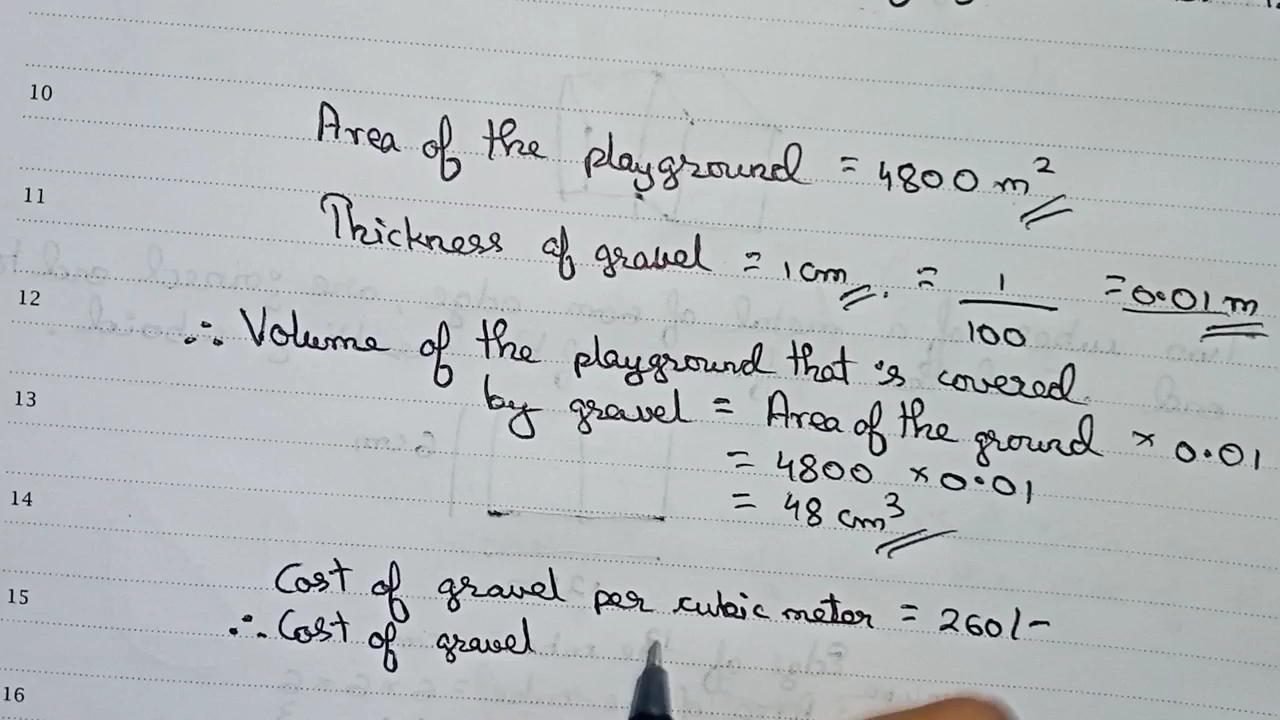 10
Area of the playground = 4800 m²
11
Thickness of gravel = 1 cm. = 1/100 = 0.01 m
12
∴ Volume of the playground that is covered
13
by gravel = Area of the ground × 0.01
= 4800 × 0.01
14
= 48 cm³
Cost of gravel per cubic meter = 260/-
15
∴ Cost of gravel
16